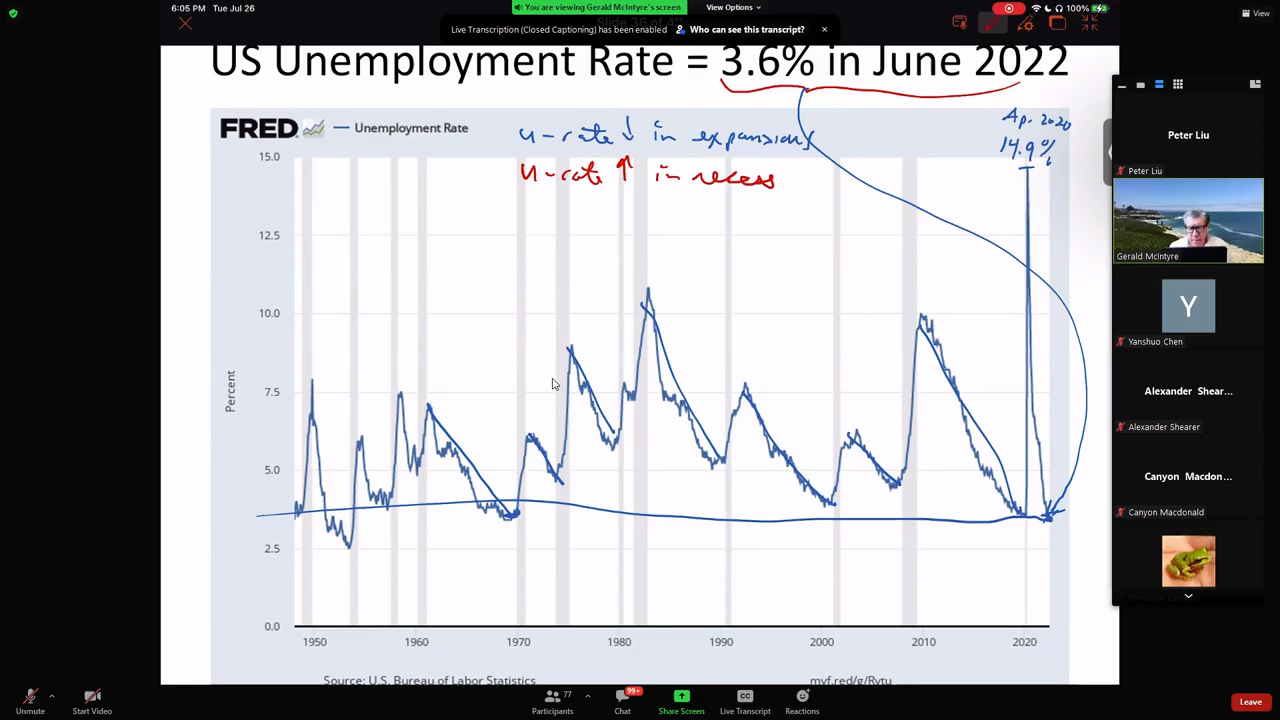 6:05 PM Tue Jul 26
You are viewing Gerald McIntyre's screen
View Options
100%
View
Slide 36 of 42
Live Transcription (Closed Captioning) has been enabled
Who can see this transcript?
US Unemployment Rate = 3.6% in June 2022
FRED
Unemployment Rate
u-rate ↓ in expansions
u-rate ↑ in recess
Apr. 2020
14.9%
15.0
12.5
10.0
7.5
5.0
2.5
0.0
Percent
1950
1960
1970
1980
1990
2000
2010
2020
Source: U.S. Bureau of Labor Statistics
myf.red/g/Rytu
Peter Liu
Peter Liu
Gerald McIntyre
Y
Yanshuo Chen
Alexander Shear...
Alexander Shearer
Canyon Macdon...
Canyon Macdonald
Unmute
Start Video
77
Participants
99+
Chat
Share Screen
CC
Live Transcript
Reactions
Leave